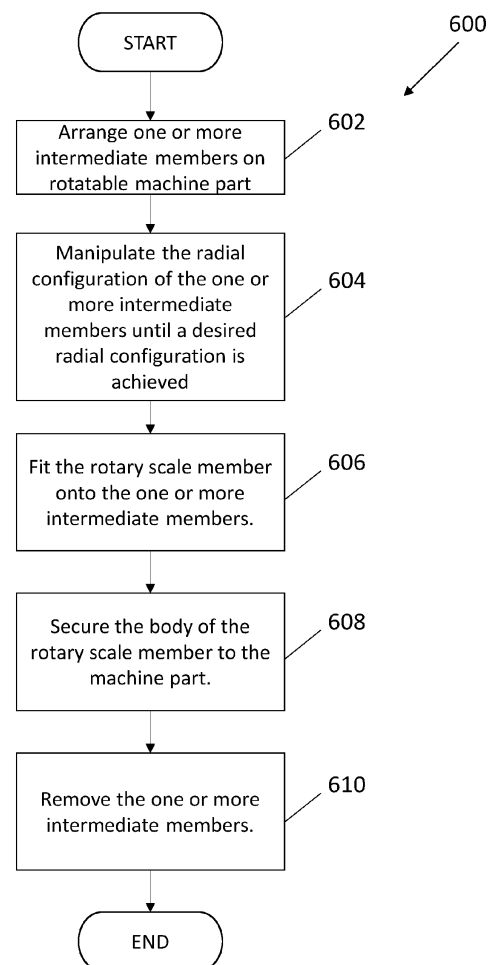 START
600
Arrange one or more
intermediate members on
rotatable machine part
602
Manipulate the radial
configuration of the one or
more intermediate
members until a desired
radial configuration is
achieved
604
Fit the rotary scale member
onto the one or more
intermediate members.
606
Secure the body of the
rotary scale member to the
machine part.
608
Remove the one or more
intermediate members.
610
END